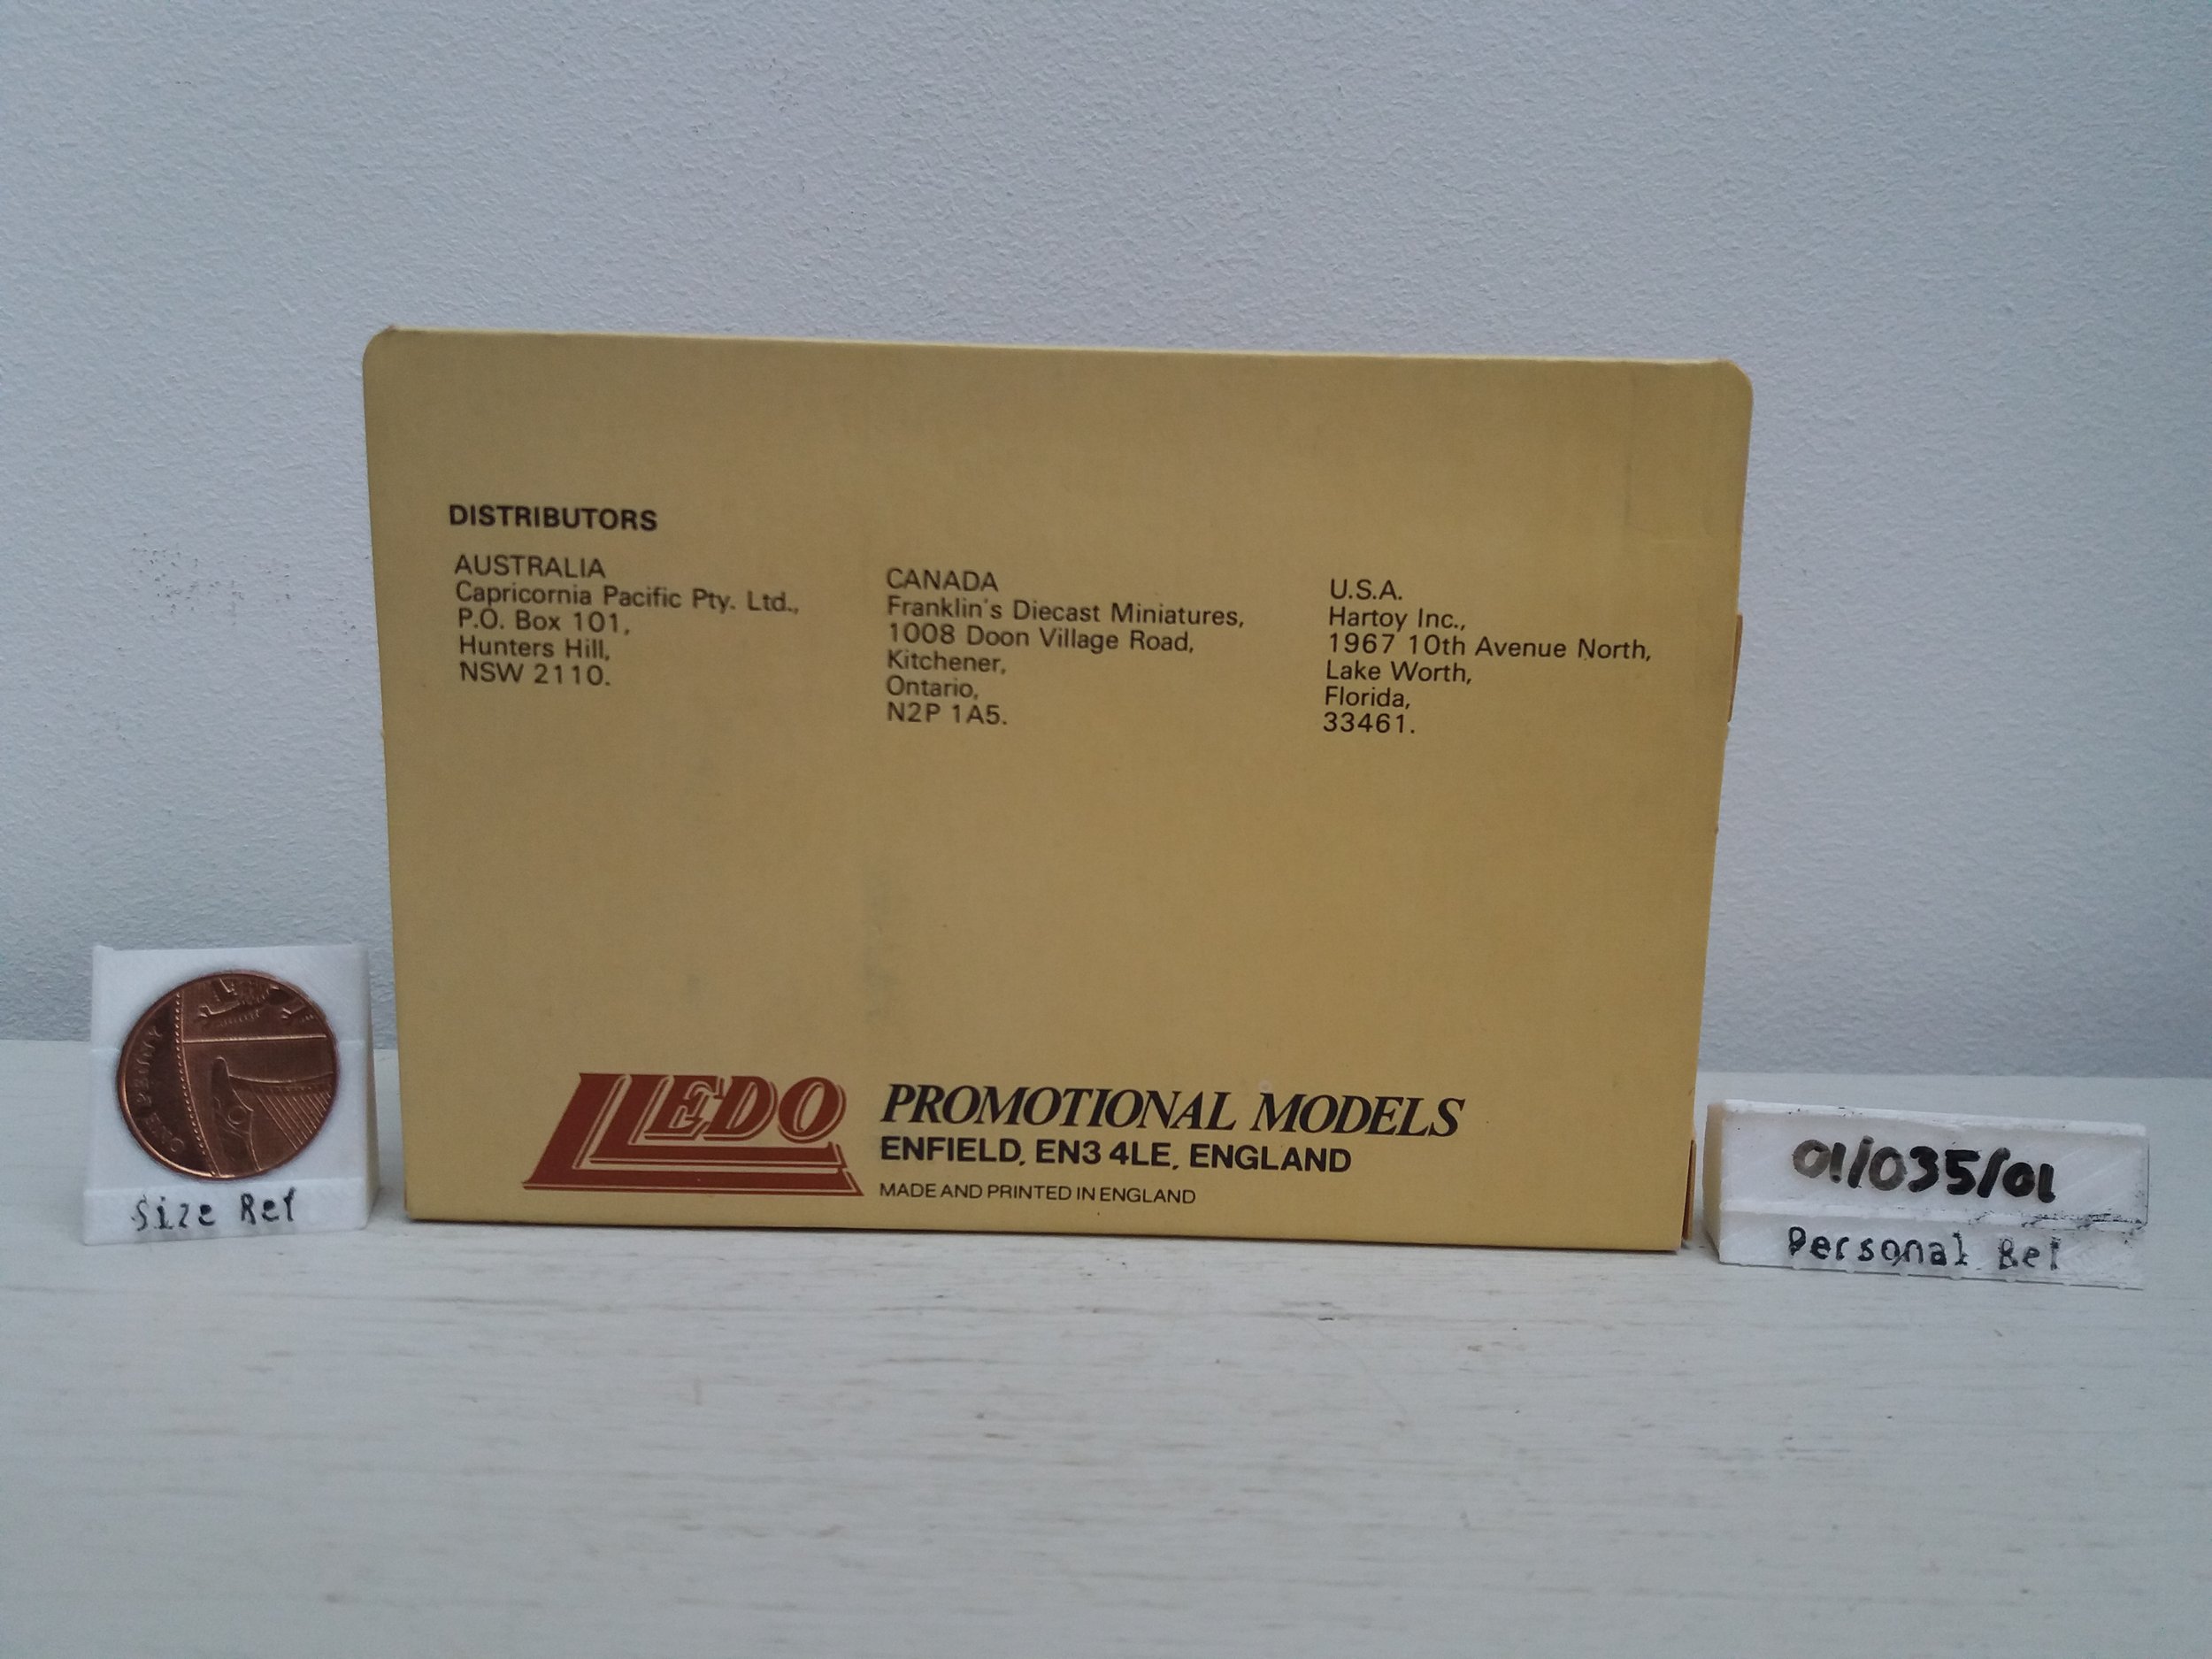 DISTRIBUTORS
AUSTRALIA
Capricornia Pacific Pty. Ltd.,
P.O. Box 101,
Hunters Hill,
NSW 2110.
CANADA
Franklin's Diecast Miniatures,
1008 Doon Village Road,
Kitchener,
Ontario,
N2P 1A5.
U.S.A.
Hartoy Inc.,
1967 10th Avenue North,
Lake Worth,
Florida,
33461.
LLEDO
PROMOTIONAL MODELS
ENFIELD, EN3 4LE, ENGLAND
MADE AND PRINTED IN ENGLAND
ONE PENNY
Size Ref
01/035/01
Personal Ref